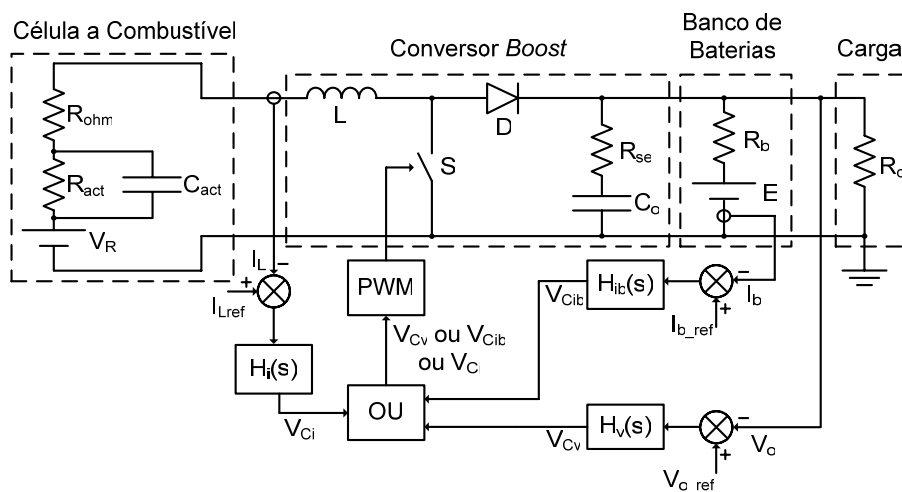 Célula a Combustível
Conversor Boost
Banco de
Baterias
Carga
Rohm
Ract
Cact
VR
L
S
D
Rse
Co
Rb
E
Ro
IL
ILref
+
−
PWM
Hi(s)
VCi
VCv ou VCib
ou VCi
OU
VCib
Hib(s)
−
Ib
Ib_ref
+
VCv
Hv(s)
−
Vo
Vo_ref
+